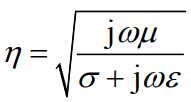 η = √(jωμ / (σ + jωε))